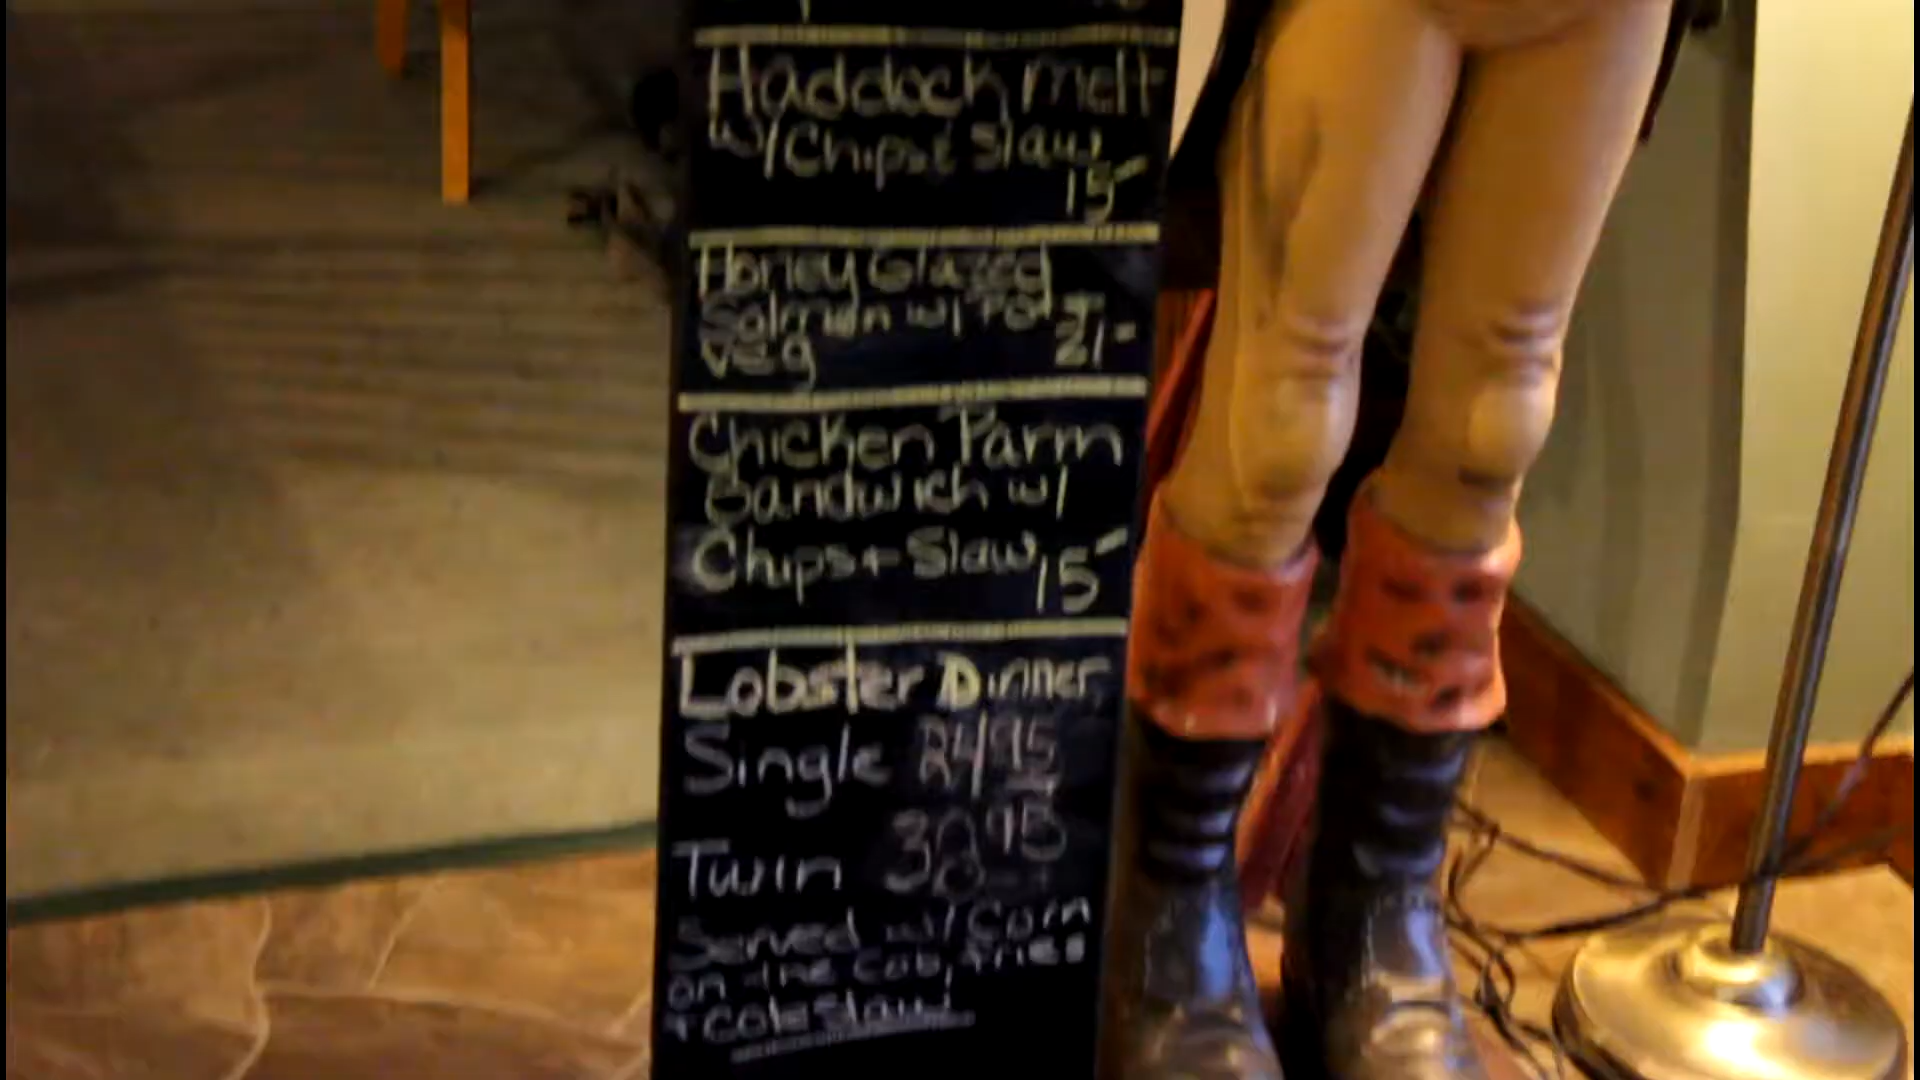 Haddock melt
w/Chips & Slaw
15-
Honey Glazed
Salmon w/ Pot +
Veg 21-
Chicken Parm
Sandwich w/
Chips + Slaw 15-
Lobster Dinner
Single 24 95
Twin 95
Served w/ Corn
on the Cob, fries
+ Coleslaw